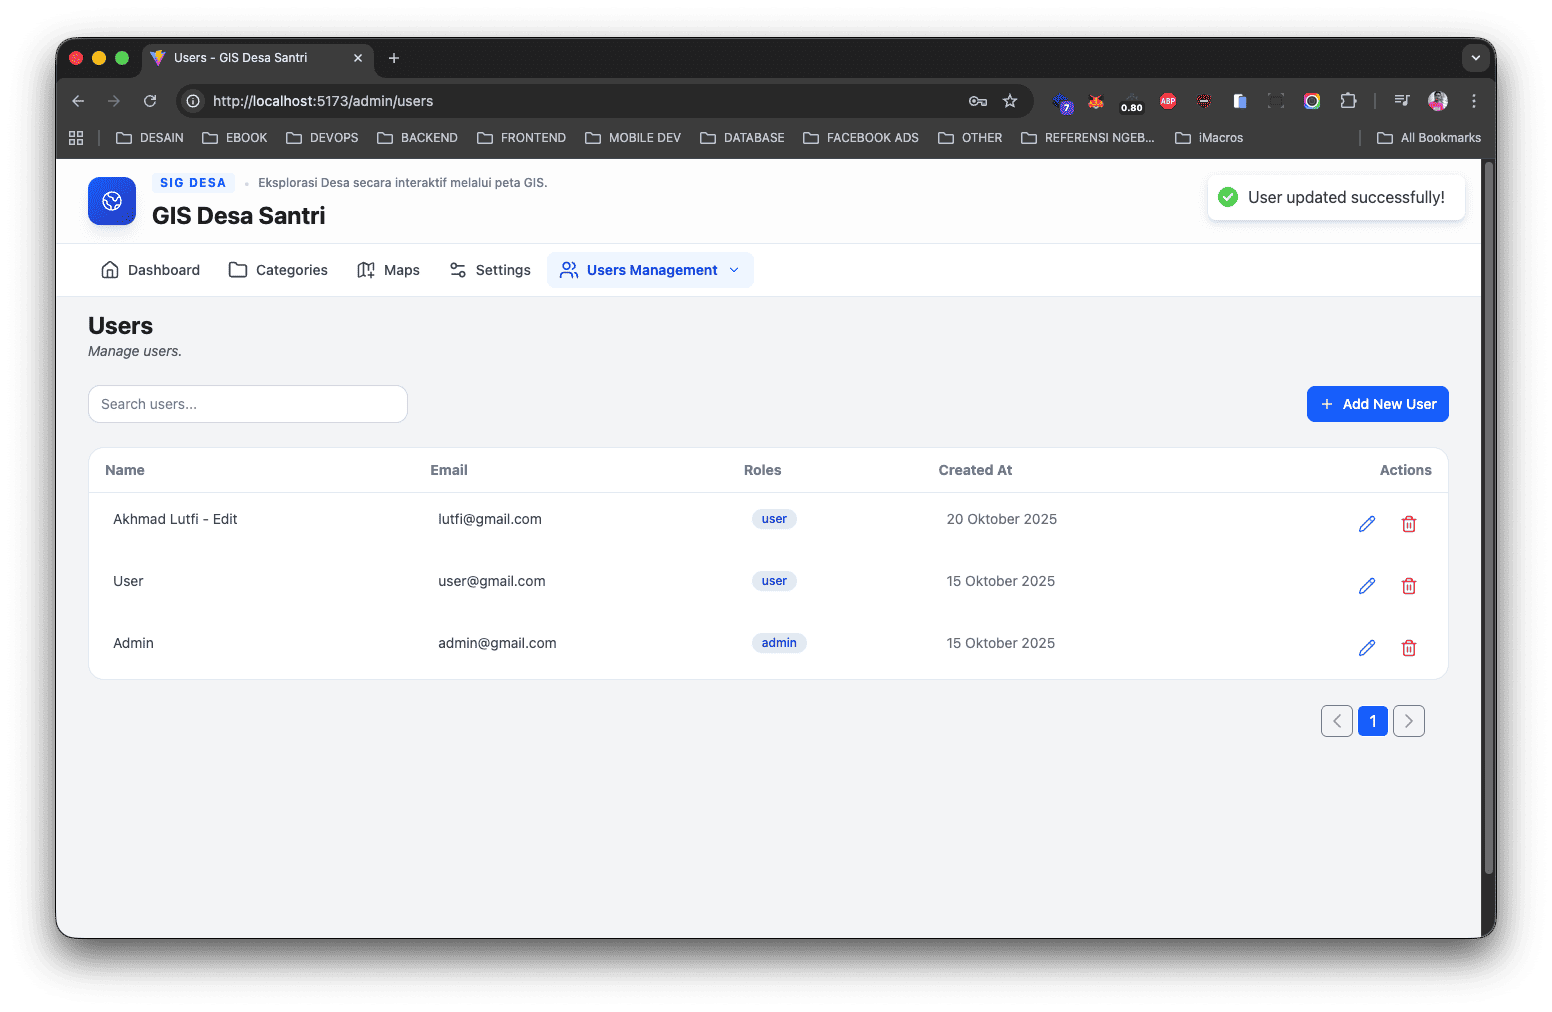 Users - GIS Desa Santri
http://localhost:5173/admin/users
7
0.80
ABP
DESAIN
EBOOK
DEVOPS
BACKEND
FRONTEND
MOBILE DEV
DATABASE
FACEBOOK ADS
OTHER
REFERENSI NGEB...
iMacros
All Bookmarks
SIG DESA
Eksplorasi Desa secara interaktif melalui peta GIS.
GIS Desa Santri
User updated successfully!
Dashboard
Categories
Maps
Settings
Users Management
Users
Manage users.
Search users...
Add New User
Name Email Roles Created At Actions
Akhmad Lutfi - Edit lutfi@gmail.com user 20 Oktober 2025
User user@gmail.com user 15 Oktober 2025
Admin admin@gmail.com admin 15 Oktober 2025
1